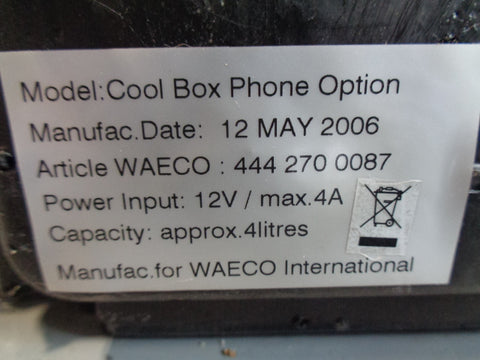 Model:Cool Box Phone Option
Manufac.Date: 12 MAY 2006
Article WAECO : 444 270 0087
Power Input: 12V / max.4A
Capacity: approx.4litres
Manufac.for WAECO International